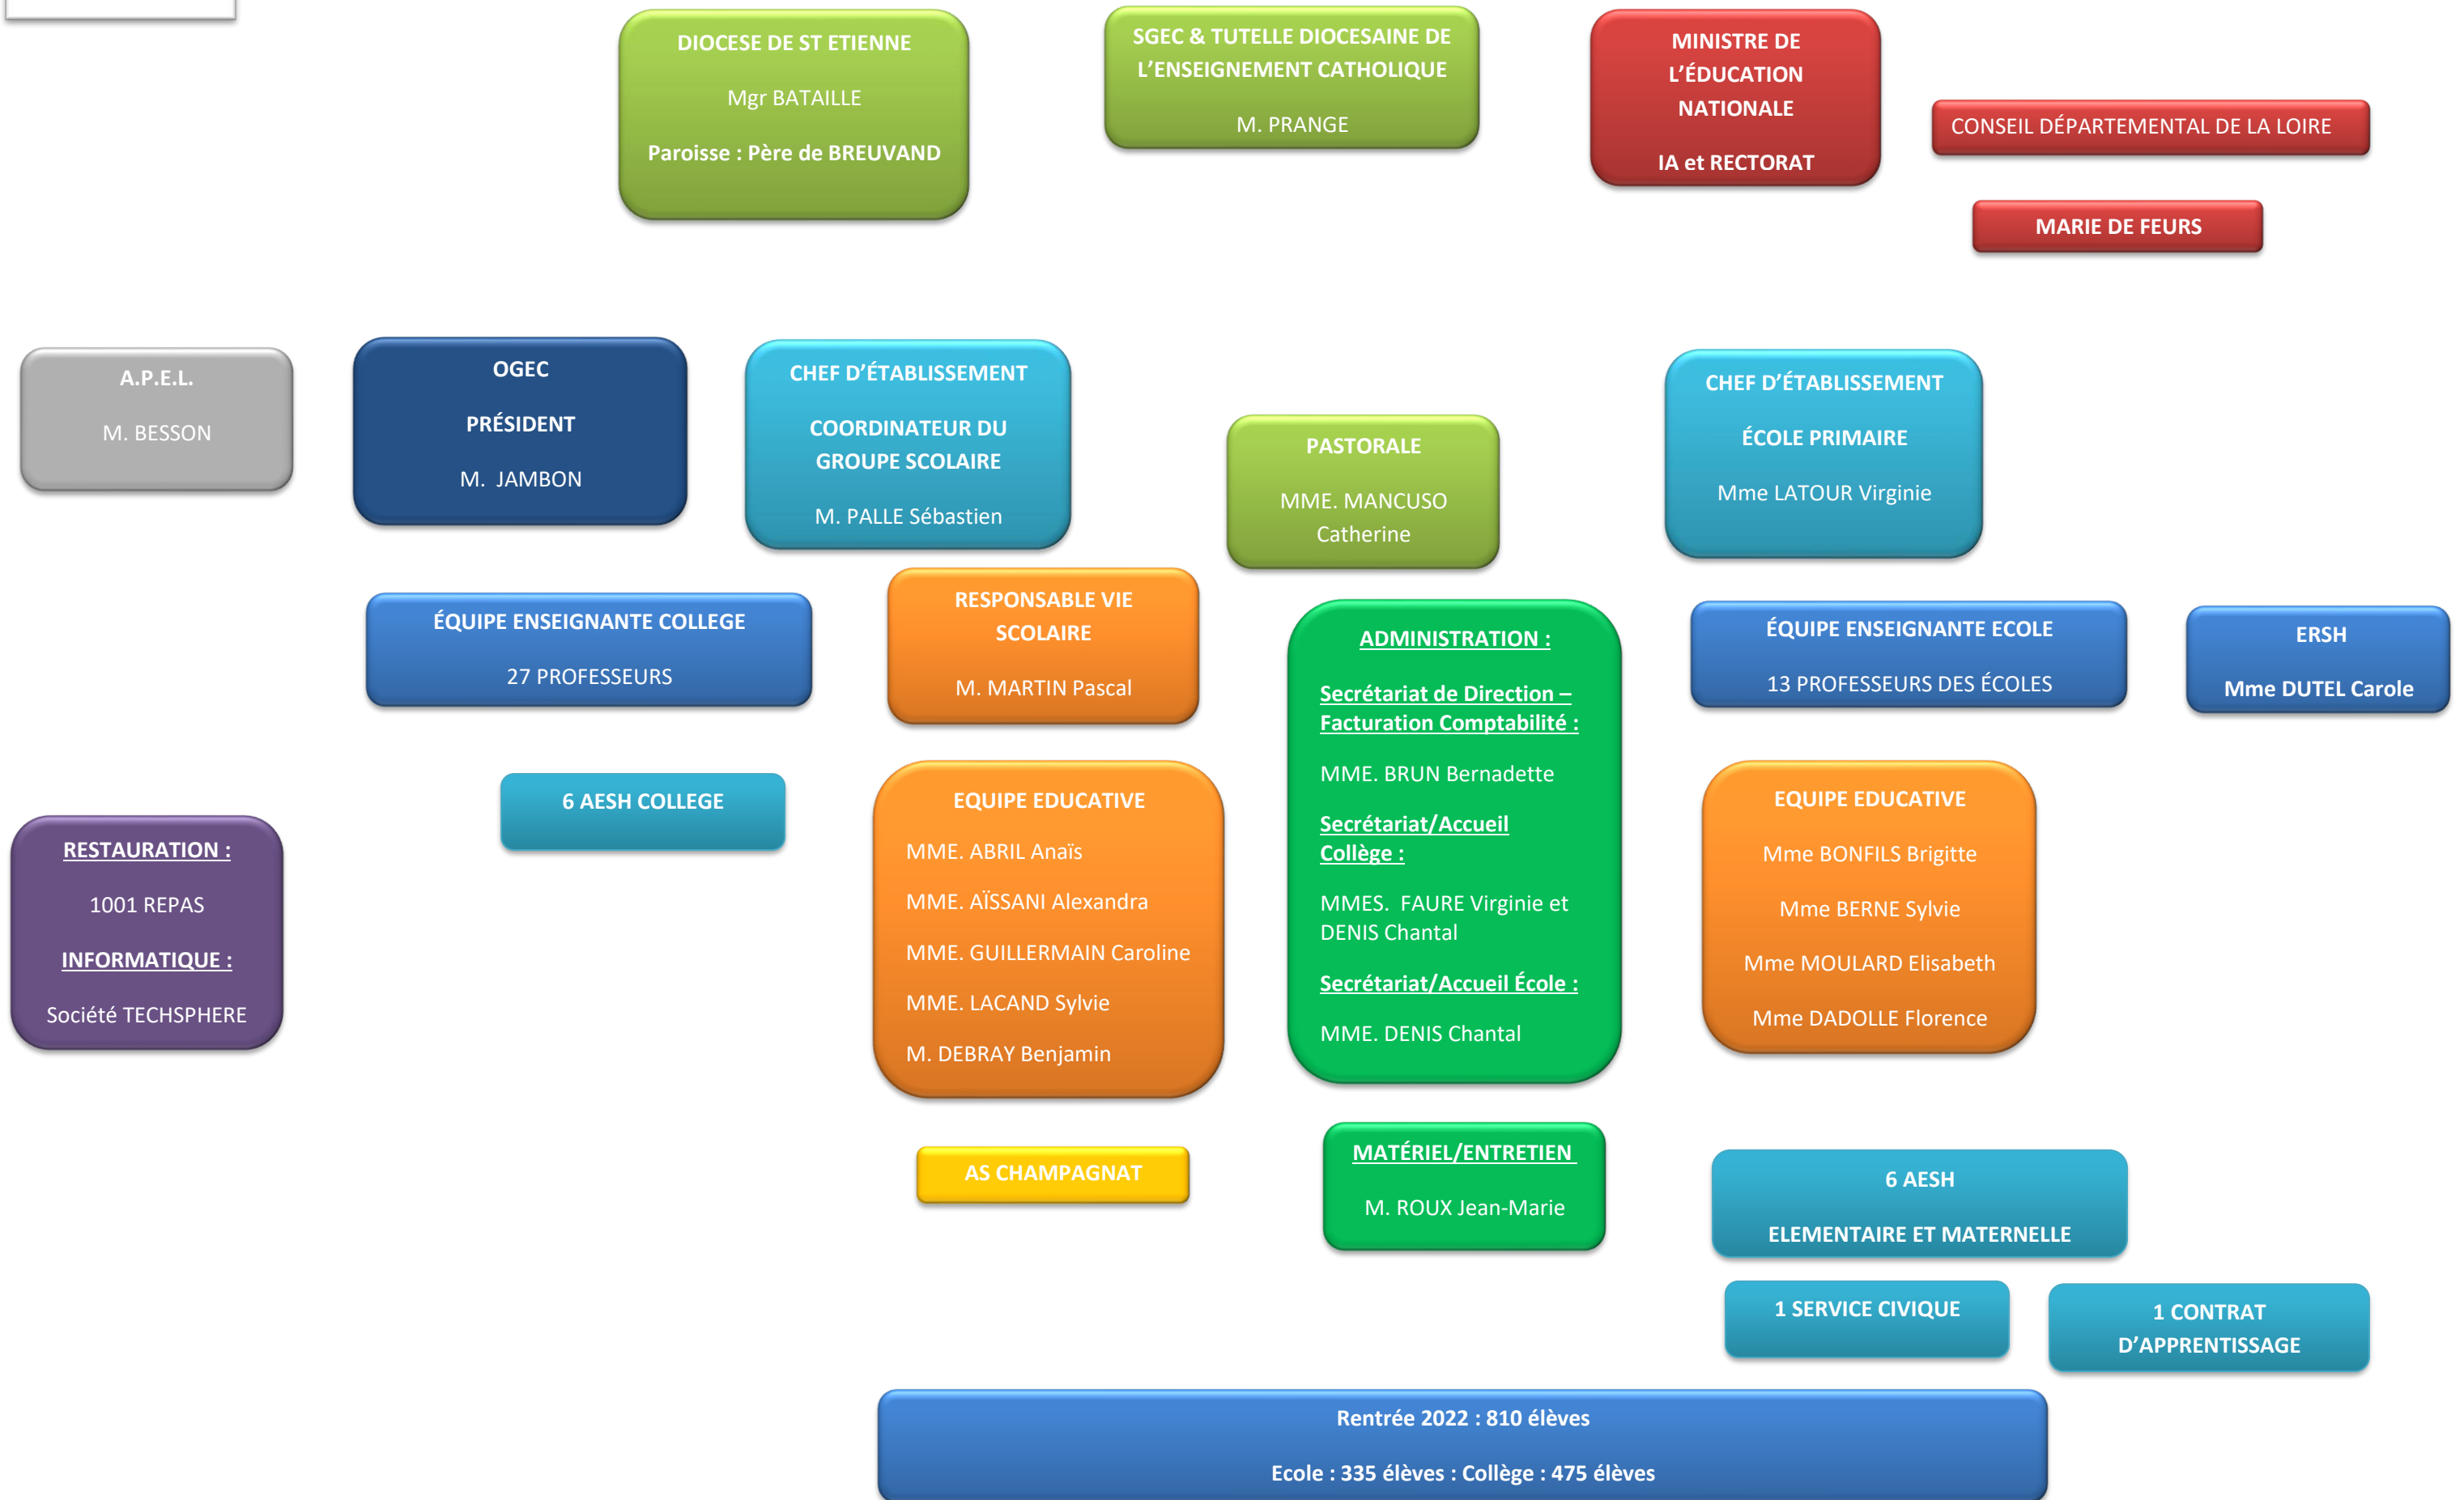 DIOCESE DE ST ETIENNE
Mgr BATAILLE
Paroisse : Père de BREUVAND
SGEC & TUTELLE DIOCESAINE DE
L’ENSEIGNEMENT CATHOLIQUE
M. PRANGE
MINISTRE DE
L’ÉDUCATION
NATIONALE
IA et RECTORAT
CONSEIL DÉPARTEMENTAL DE LA LOIRE
MARIE DE FEURS
A.P.E.L.
M. BESSON
OGEC
PRÉSIDENT
M.  JAMBON
CHEF D’ÉTABLISSEMENT
COORDINATEUR DU
GROUPE SCOLAIRE
M. PALLE Sébastien
PASTORALE
MME. MANCUSO
Catherine
CHEF D’ÉTABLISSEMENT
ÉCOLE PRIMAIRE
Mme LATOUR Virginie
ÉQUIPE ENSEIGNANTE COLLEGE
27 PROFESSEURS
RESPONSABLE VIE
SCOLAIRE
M. MARTIN Pascal
ADMINISTRATION :
Secrétariat de Direction –
Facturation Comptabilité :
MME. BRUN Bernadette
Secrétariat/Accueil
Collège :
MMES.  FAURE Virginie et
DENIS Chantal
Secrétariat/Accueil École :
MME. DENIS Chantal
ÉQUIPE ENSEIGNANTE ECOLE
13 PROFESSEURS DES ÉCOLES
ERSH
Mme DUTEL Carole
RESTAURATION :
1001 REPAS
INFORMATIQUE :
Société TECHSPHERE
6 AESH COLLEGE
EQUIPE EDUCATIVE
MME. ABRIL Anaïs
MME. AÏSSANI Alexandra
MME. GUILLERMAIN Caroline
MME. LACAND Sylvie
M. DEBRAY Benjamin
EQUIPE EDUCATIVE
Mme BONFILS Brigitte
Mme BERNE Sylvie
Mme MOULARD Elisabeth
Mme DADOLLE Florence
AS CHAMPAGNAT
MATÉRIEL/ENTRETIEN
M. ROUX Jean-Marie
6 AESH
ELEMENTAIRE ET MATERNELLE
1 SERVICE CIVIQUE
1 CONTRAT
D’APPRENTISSAGE
Rentrée 2022 : 810 élèves
Ecole : 335 élèves : Collège : 475 élèves